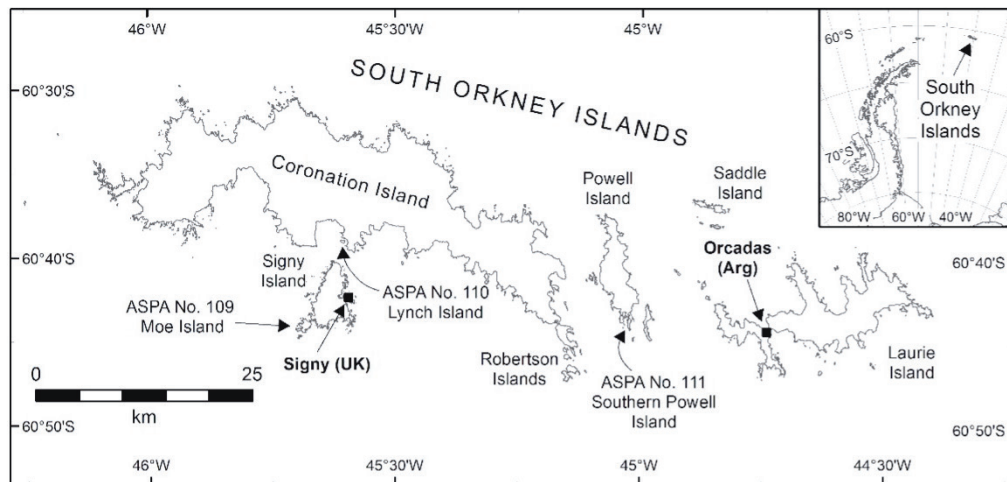 46°W
45°30'W
45°W
60°30'S
SOUTH ORKNEY ISLANDS
60°S
South
Orkney
Islands
70°S
80°W
60°W
40°W
Coronation Island
Powell
Island
Saddle
Island
60°40'S
Signy
Island
Orcadas
(Arg)
60°40'S
ASPA No. 109
Moe Island
ASPA No. 110
Lynch Island
Signy (UK)
Robertson
Islands
ASPA No. 111
Southern Powell
Island
Laurie
Island
0
25
km
60°50'S
60°50'S
46°W
45°30'W
45°W
44°30'W